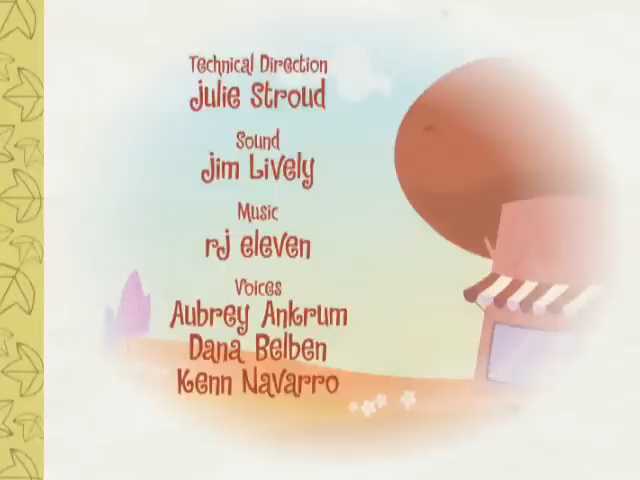 Technical Direction
Julie Stroud
Sound
Jim Lively
Music
rj eleven
Voices
Aubrey Ankrum
Dana Belben
Kenn Navarro